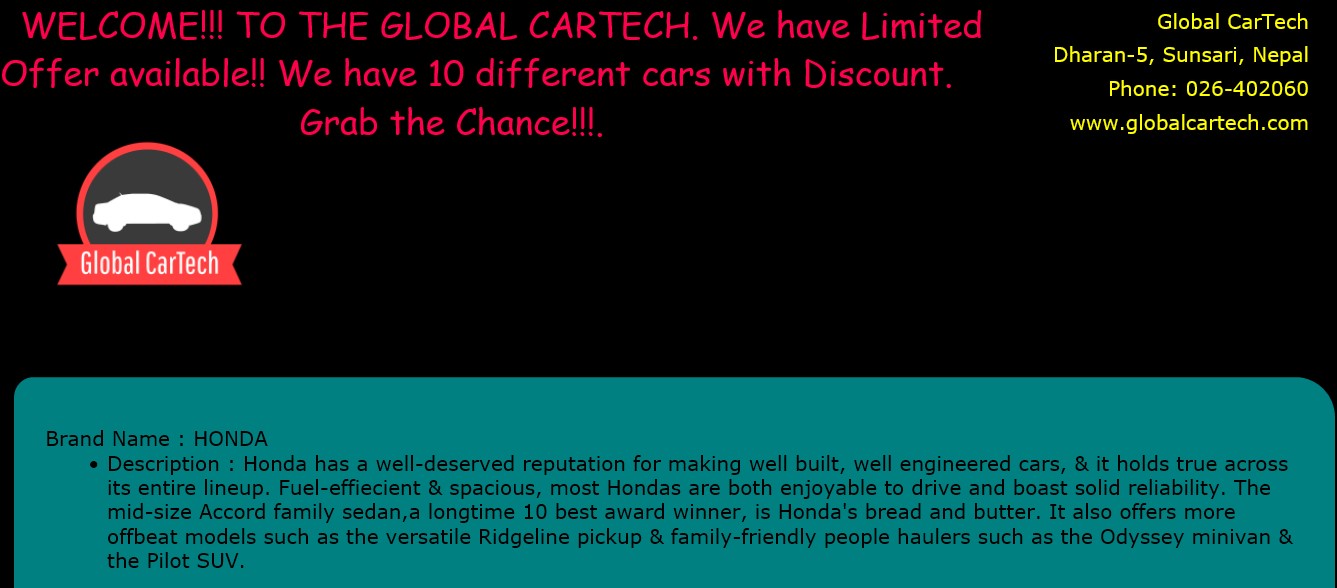 WELCOME!!! TO THE GLOBAL CARTECH. We have Limited
Offer available!! We have 10 different cars with Discount.
Grab the Chance!!!.
Global CarTech
Dharan-5, Sunsari, Nepal
Phone: 026-402060
www.globalcartech.com
Global CarTech
Brand Name : HONDA
• Description : Honda has a well-deserved reputation for making well built, well engineered cars, & it holds true across
its entire lineup. Fuel-effiecient & spacious, most Hondas are both enjoyable to drive and boast solid reliability. The
mid-size Accord family sedan,a longtime 10 best award winner, is Honda's bread and butter. It also offers more
offbeat models such as the versatile Ridgeline pickup & family-friendly people haulers such as the Odyssey minivan &
the Pilot SUV.